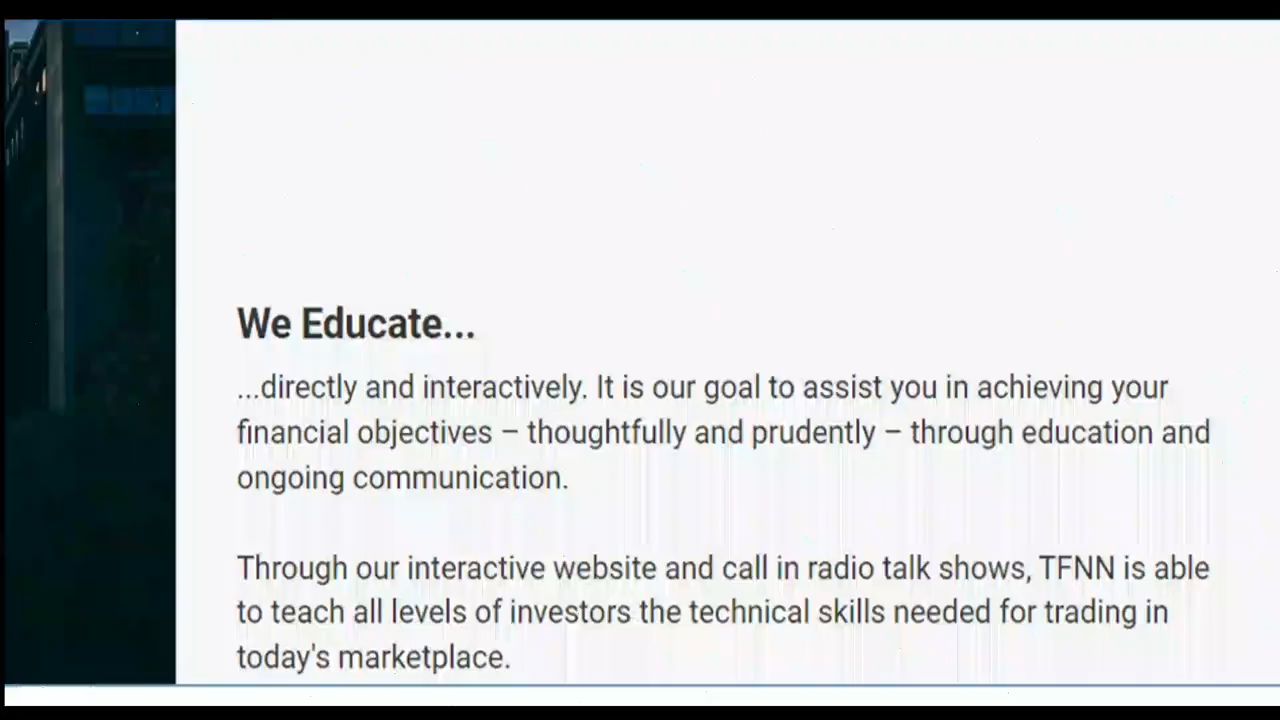 We Educate...
...directly and interactively. It is our goal to assist you in achieving your
financial objectives – thoughtfully and prudently – through education and
ongoing communication.
Through our interactive website and call in radio talk shows, TFNN is able
to teach all levels of investors the technical skills needed for trading in
today's marketplace.